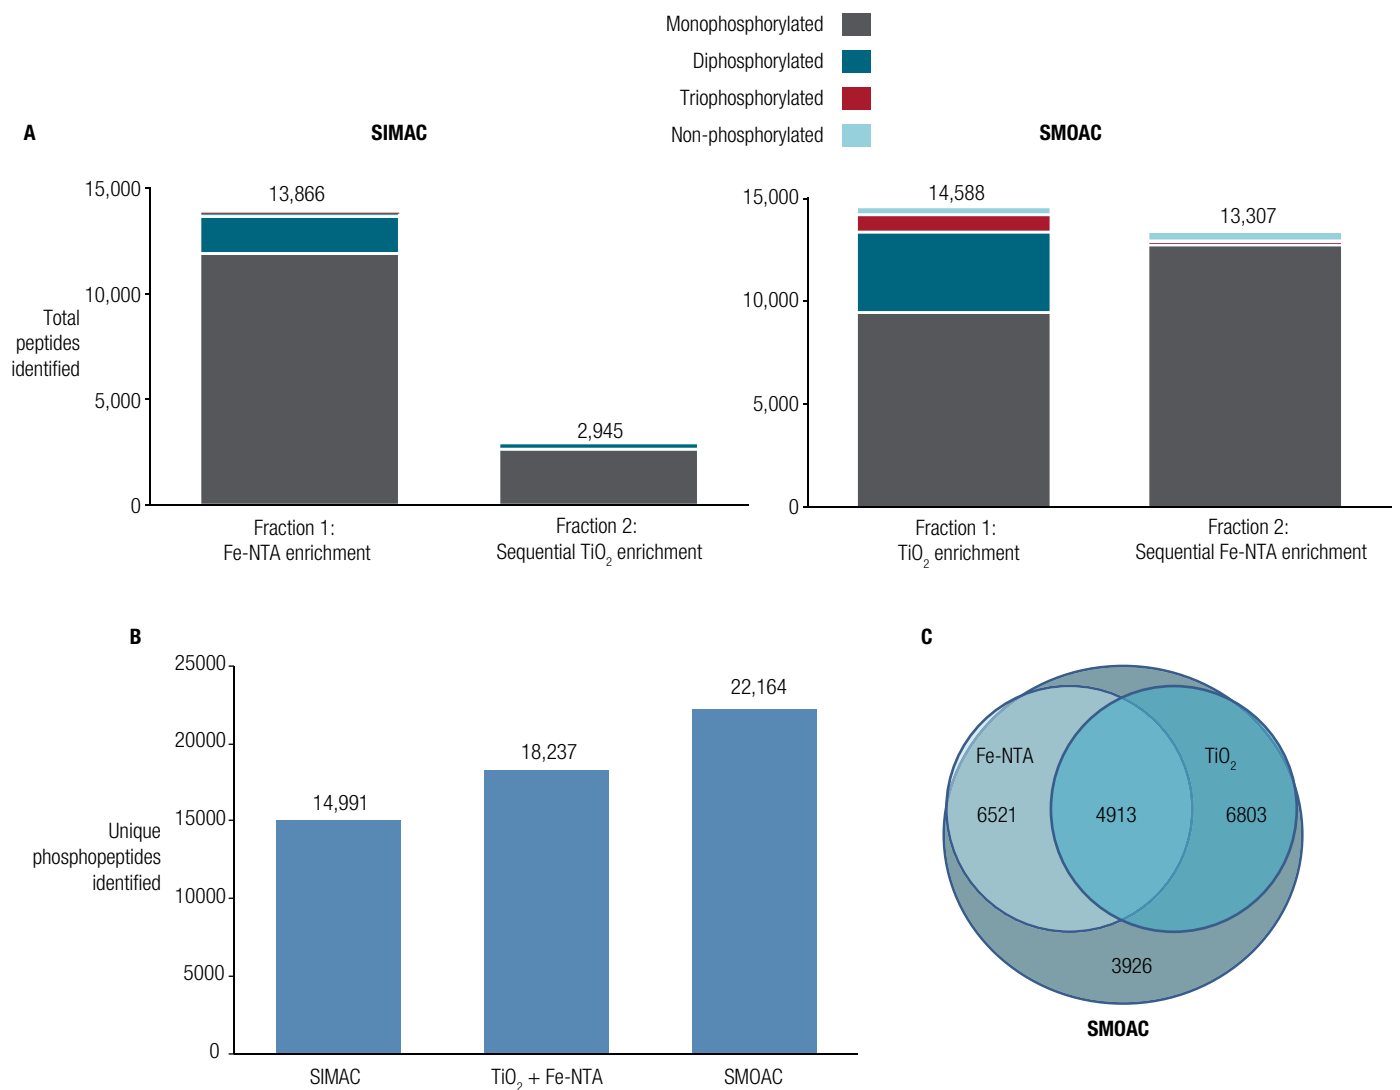 Monophosphorylated
Diphosphorylated
Triophosphorylated
Non-phosphorylated
A
SIMAC
SMOAC
Total
peptides
identified
15,000
10,000
5,000
0
13,866
2,945
Fraction 1:
Fe-NTA enrichment
Fraction 2:
Sequential TiO2 enrichment
15,000
10,000
5,000
0
14,588
13,307
Fraction 1:
TiO2 enrichment
Fraction 2:
Sequential Fe-NTA enrichment
B
Unique
phosphopeptides
identified
25000
20000
15000
10000
5000
0
14,991
18,237
22,164
SIMAC
TiO2 + Fe-NTA
SMOAC
C
Fe-NTA
TiO2
6521
4913
6803
3926
SMOAC